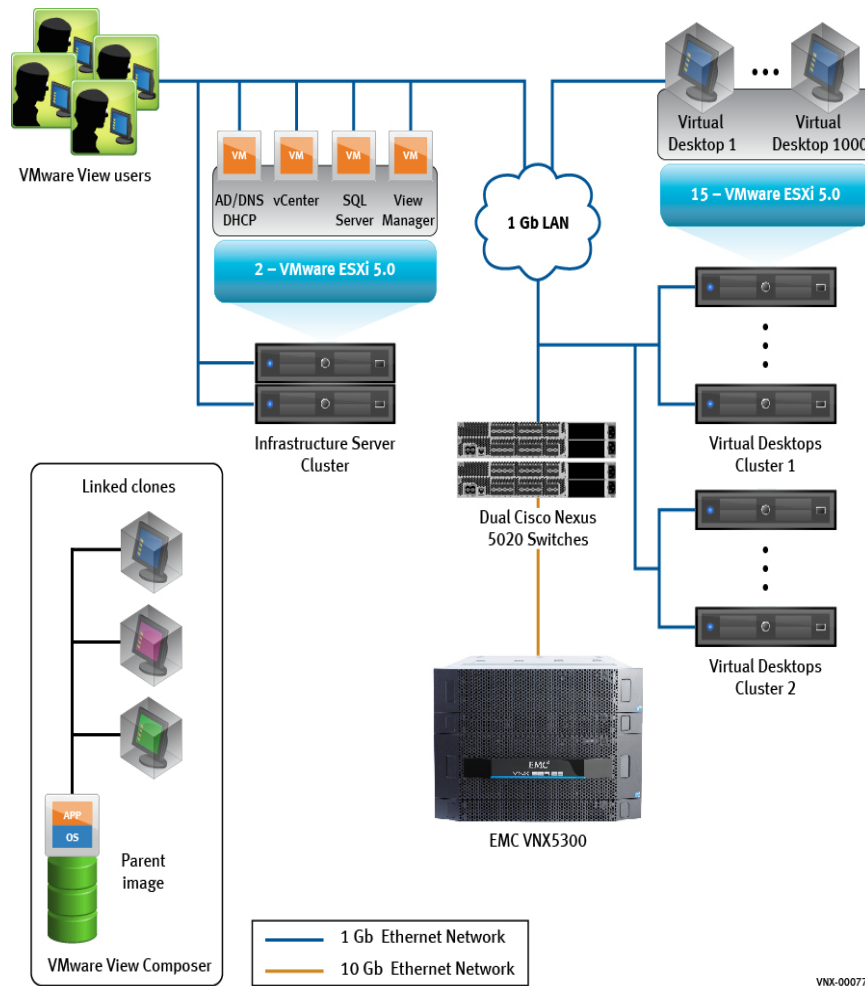 VMware View users
VM
VM
VM
VM
AD/DNS
DHCP
vCenter
SQL
Server
View
Manager
2 – VMware ESXi 5.0
Infrastructure Server
Cluster
1 Gb LAN
Virtual
Desktop 1
Virtual
Desktop 1000
15 – VMware ESXi 5.0
Virtual Desktops
Cluster 1
Dual Cisco Nexus
5020 Switches
Virtual Desktops
Cluster 2
EMC²
EMC VNX5300
Linked clones
APP
OS
Parent
image
VMware View Composer
1 Gb Ethernet Network
10 Gb Ethernet Network
VNX-00077